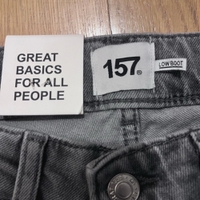 GREAT
BASICS
FOR ALL
PEOPLE
157®
LOW BOOT